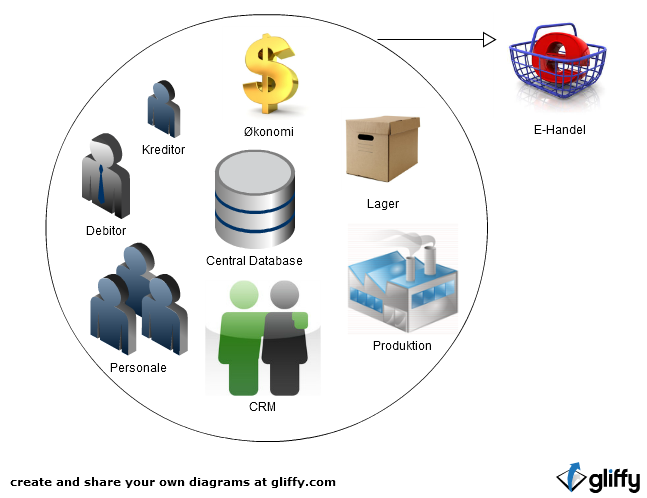 Økonomi
E-Handel
Kreditor
Lager
Debitor
Central Database
Produktion
Personale
CRM
create and share your own diagrams at gliffy.com
gliffy